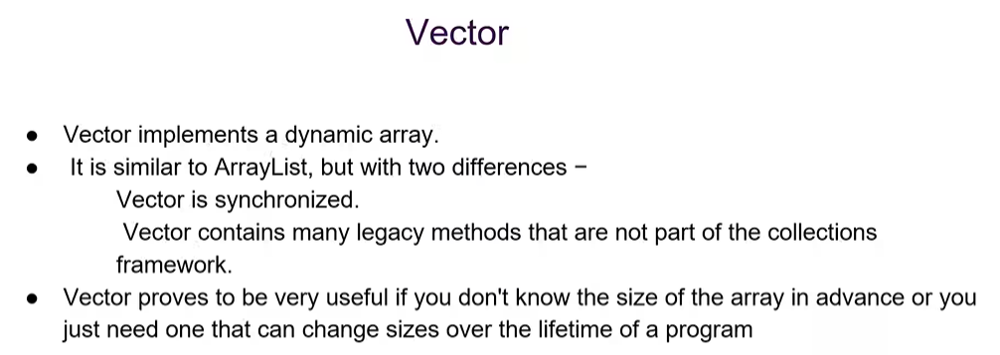 Vector
● Vector implements a dynamic array.
● It is similar to ArrayList, but with two differences −
Vector is synchronized.
Vector contains many legacy methods that are not part of the collections
framework.
● Vector proves to be very useful if you don't know the size of the array in advance or you
just need one that can change sizes over the lifetime of a program